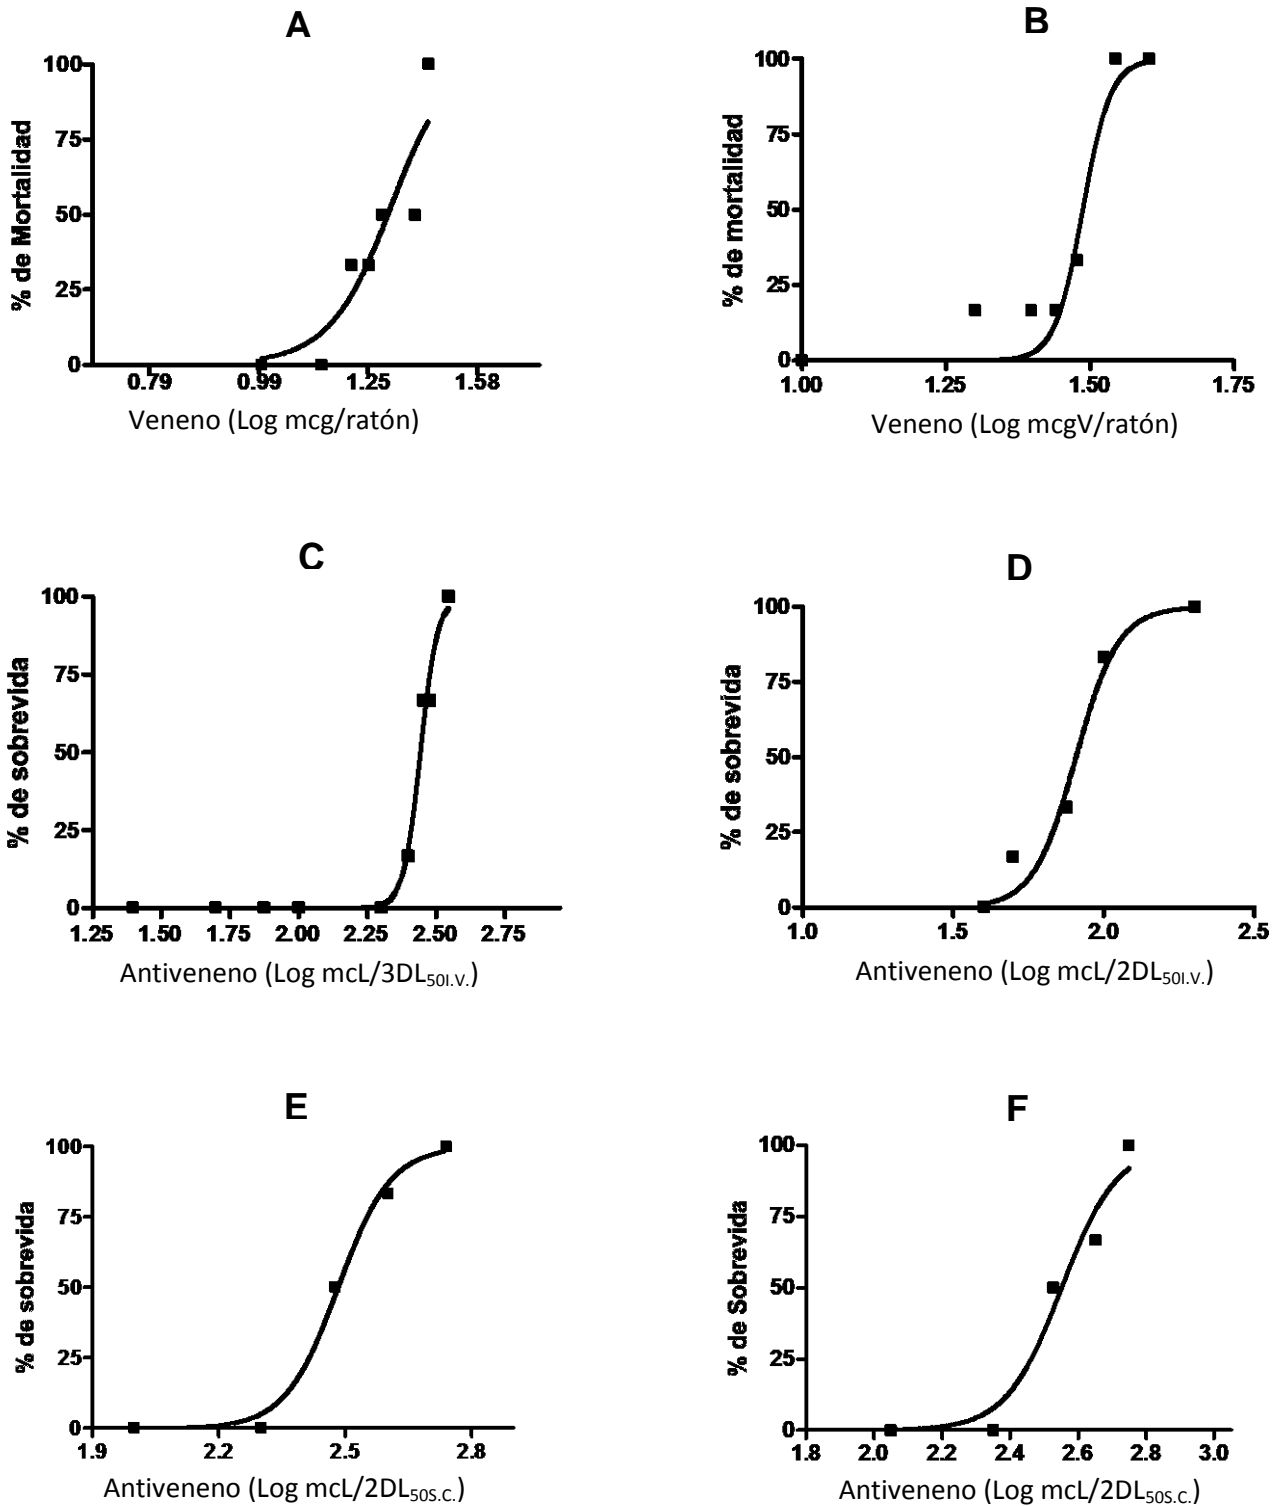 A
% de Mortalidad
100
75
50
25
0
0.79 0.99 1.25 1.58
Veneno (Log mcg/ratón)
B
% de mortalidad
100
75
50
25
0
1.00 1.25 1.50 1.75
Veneno (Log mcgV/ratón)
C
% de sobrevida
100
75
50
25
0
1.25 1.50 1.75 2.00 2.25 2.50 2.75
Antiveneno (Log mcL/3DL50I.V.)
D
% de sobrevida
100
75
50
25
0
1.0 1.5 2.0 2.5
Antiveneno (Log mcL/2DL50I.V.)
E
% de sobrevida
100
75
50
25
0
1.9 2.2 2.5 2.8
Antiveneno (Log mcL/2DL50S.C.)
F
% de Sobrevida
100
75
50
25
0
1.8 2.0 2.2 2.4 2.6 2.8 3.0
Antiveneno (Log mcL/2DL50S.C.)